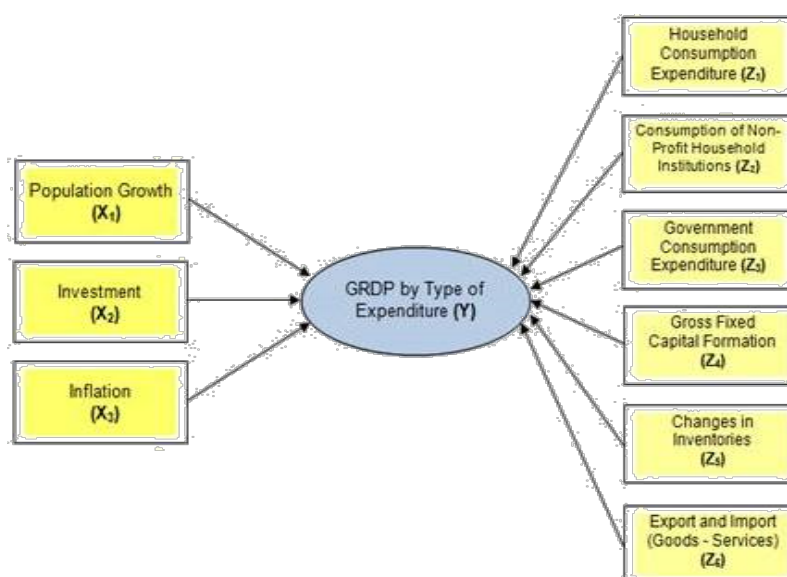 Population Growth
(X₁)
Investment
(X₂)
Inflation
(X₃)
GRDP by Type of
Expenditure (Y)
Household
Consumption
Expenditure (Z₁)
Consumption of Non-
Profit Household
Institutions (Z₂)
Government
Consumption
Expenditure (Z₃)
Gross Fixed
Capital Formation
(Z₄)
Changes in
Inventories
(Z₅)
Export and Import
(Goods - Services)
(Z₆)